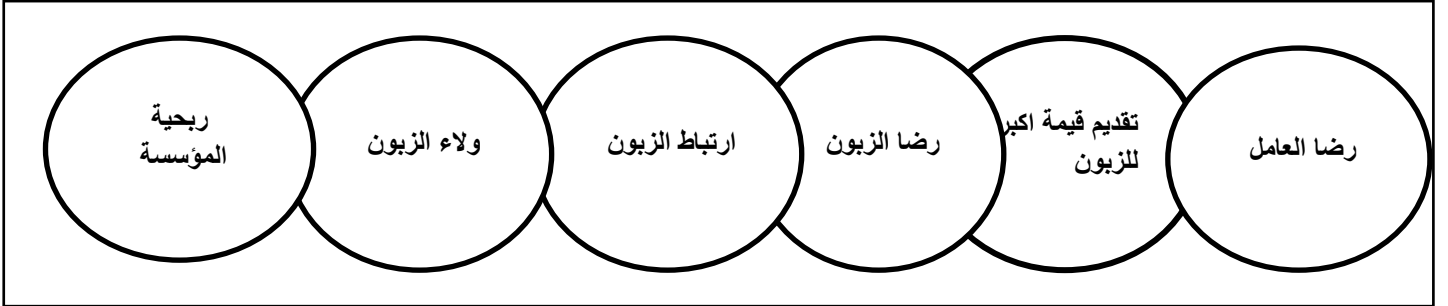 رضا العامل
تقديم قيمة اكبر
للزبون
رضا الزبون
ارتباط الزبون
ولاء الزبون
ربحية
المؤسسة